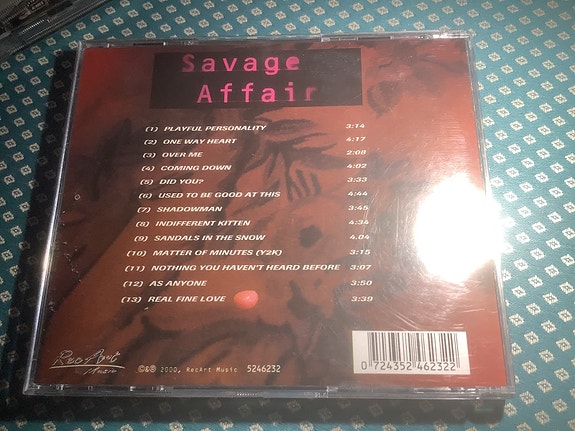 Savage
Affair
(1) PLAYFUL PERSONALITY 3:14
(2) ONE WAY HEART 4:17
(3) OVER ME 2:08
(4) COMING DOWN 4:02
(5) DID YOU? 3:33
(6) USED TO BE GOOD AT THIS 4:44
(7) SHADOWMAN 3:45
(8) INDIFFERENT KITTEN 4:34
(9) SANDALS IN THE SNOW 4.04
(10) MATTER OF MINUTES (Y2K) 3:15
(11) NOTHING YOU HAVEN'T HEARD BEFORE 3:07
(12) AS ANYONE 3:50
(13) REAL FINE LOVE 3:39
RecArt
Music
©&℗ 2000, RecArt Music 5246232
0 724352 462322